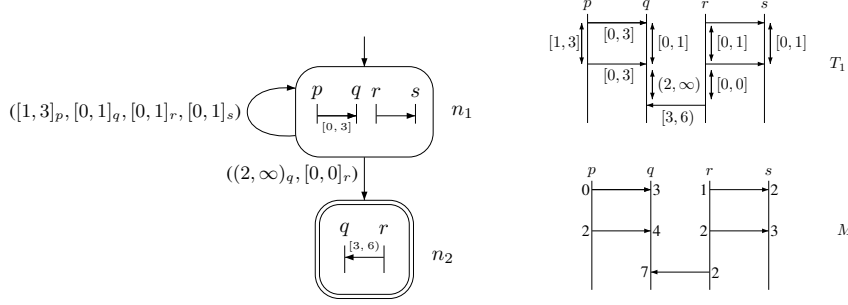 p q r s
[0, 3]
[1, 3] [0, 1] [0, 1] [0, 1]
T1
[0, 3]
(2, ∞) [0, 0]
[3, 6)
p q r s
[0, 3]
n1
([1, 3]p, [0, 1]q, [0, 1]r, [0, 1]s)
((2, ∞)q, [0, 0]r)
q r
[3, 6)
n2
p q r s
0 3 1 2
2 4 2 3
M
7 2